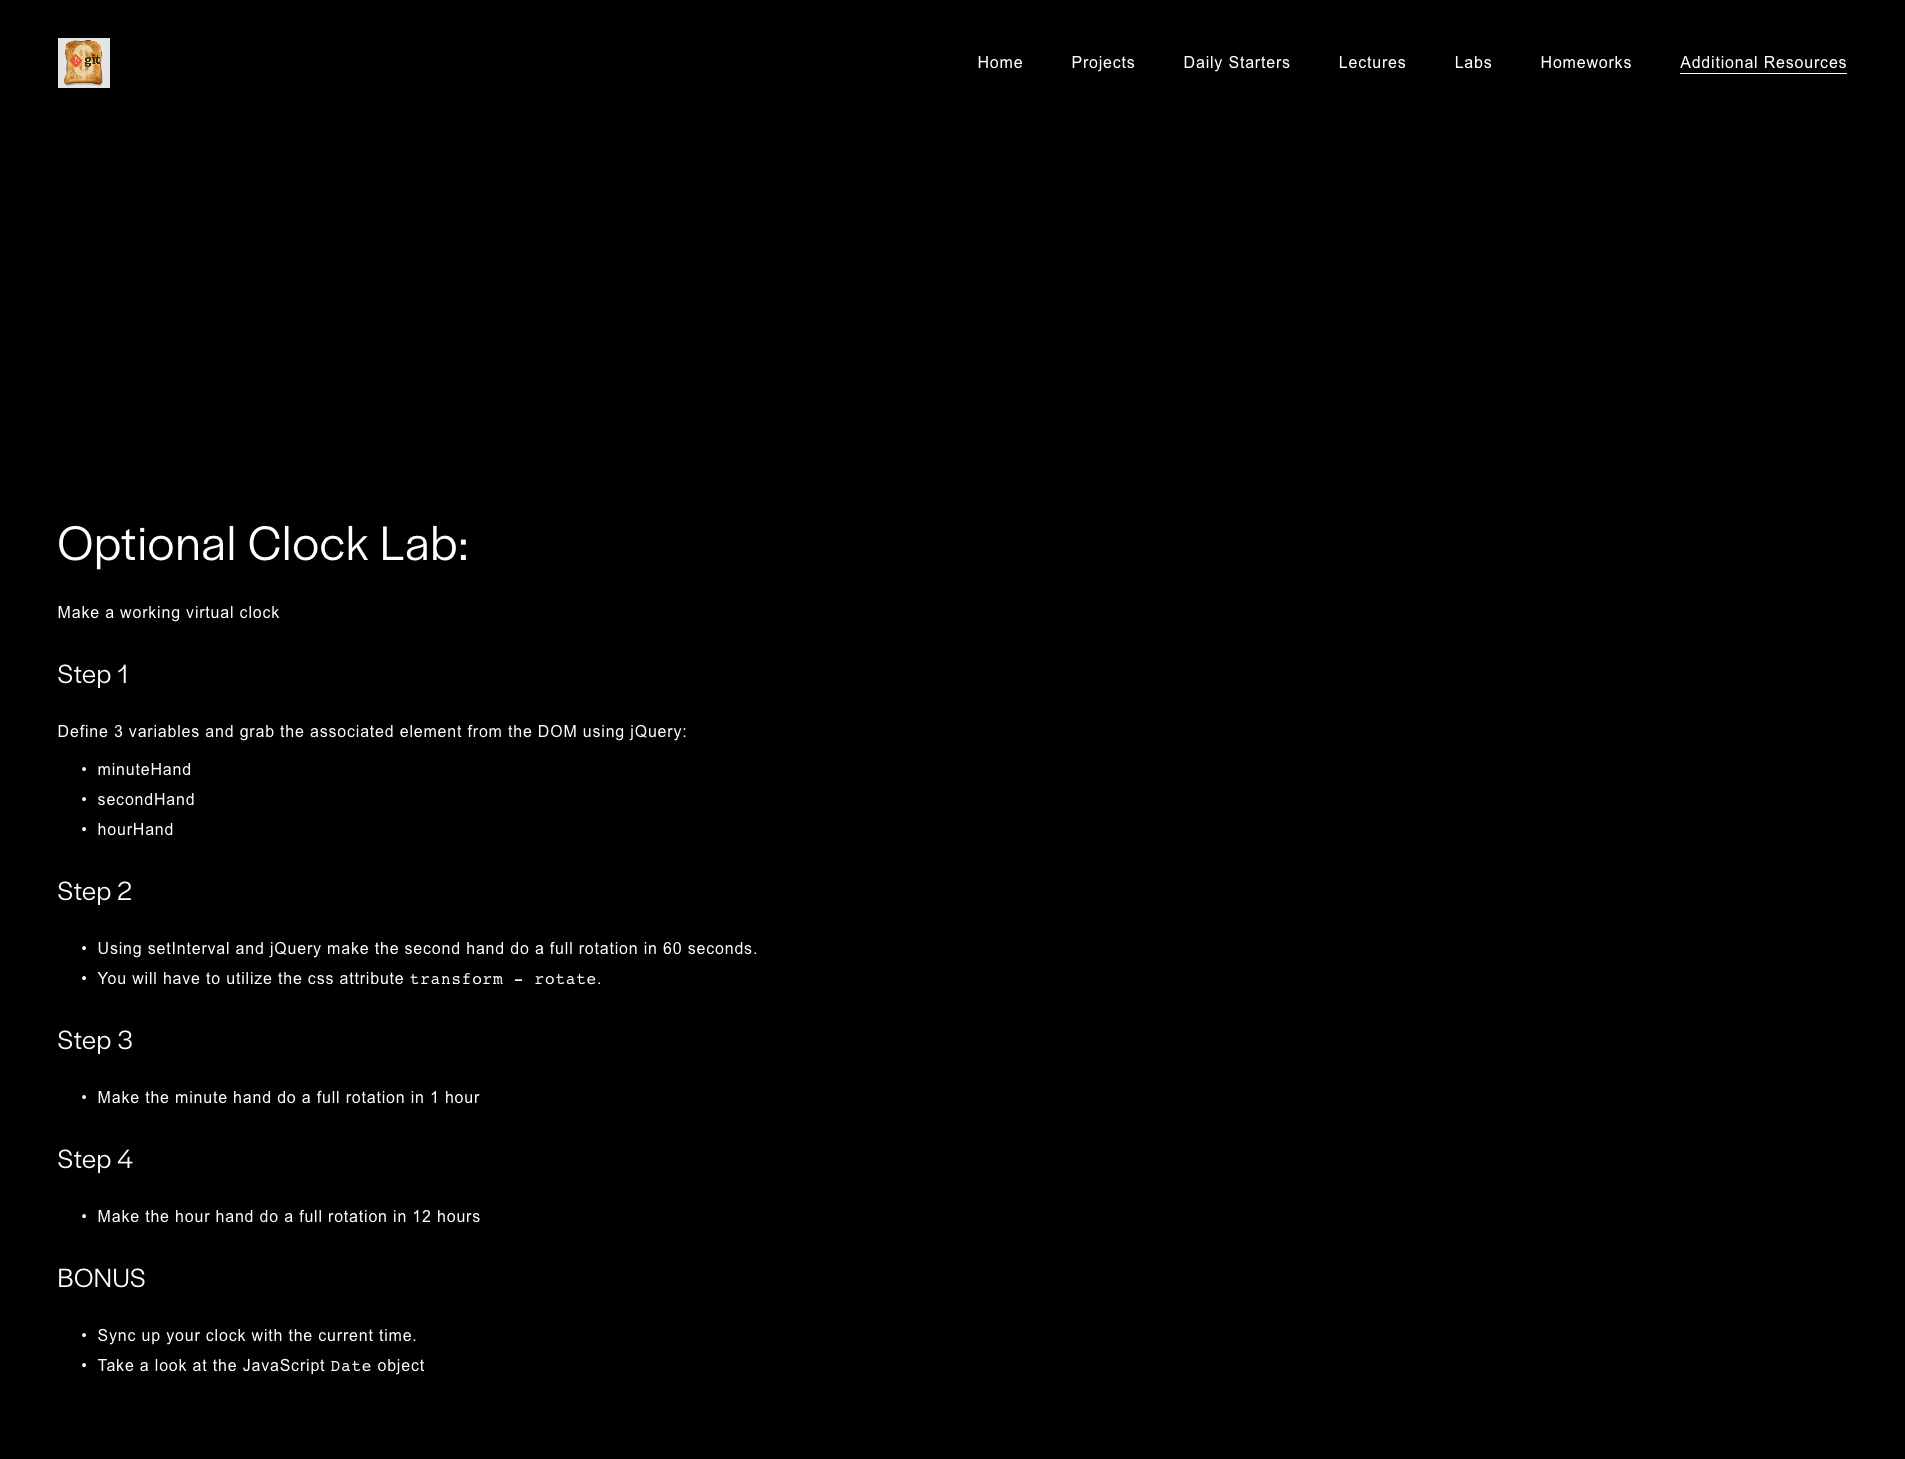 git
Home Projects Daily Starters Lectures Labs Homeworks Additional Resources
Optional Clock Lab:
Make a working virtual clock
Step 1
Define 3 variables and grab the associated element from the DOM using jQuery:
• minuteHand
• secondHand
• hourHand
Step 2
• Using setInterval and jQuery make the second hand do a full rotation in 60 seconds.
• You will have to utilize the css attribute transform - rotate.
Step 3
• Make the minute hand do a full rotation in 1 hour
Step 4
• Make the hour hand do a full rotation in 12 hours
BONUS
• Sync up your clock with the current time.
• Take a look at the JavaScript Date object